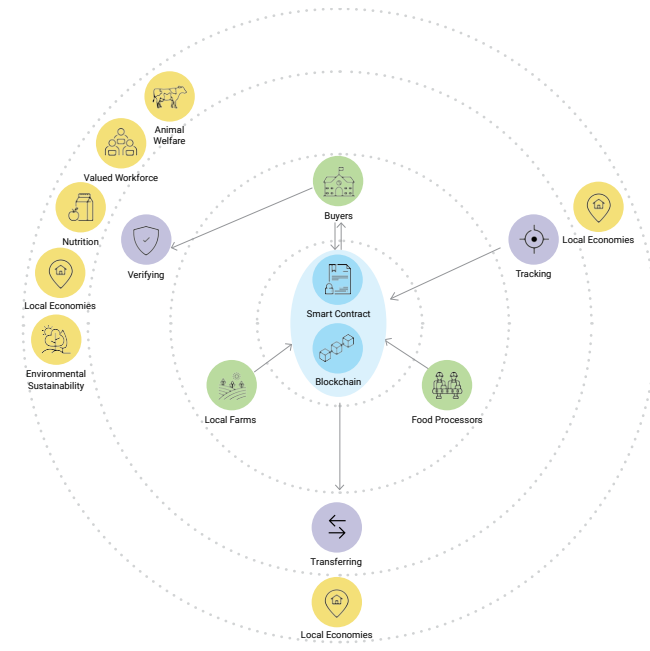 Animal
Welfare
Valued Workforce
Nutrition
Local Economies
Environmental
Sustainability
Verifying
Buyers
Smart Contract
Blockchain
Local Farms
Food Processors
Tracking
Local Economies
Transferring
Local Economies